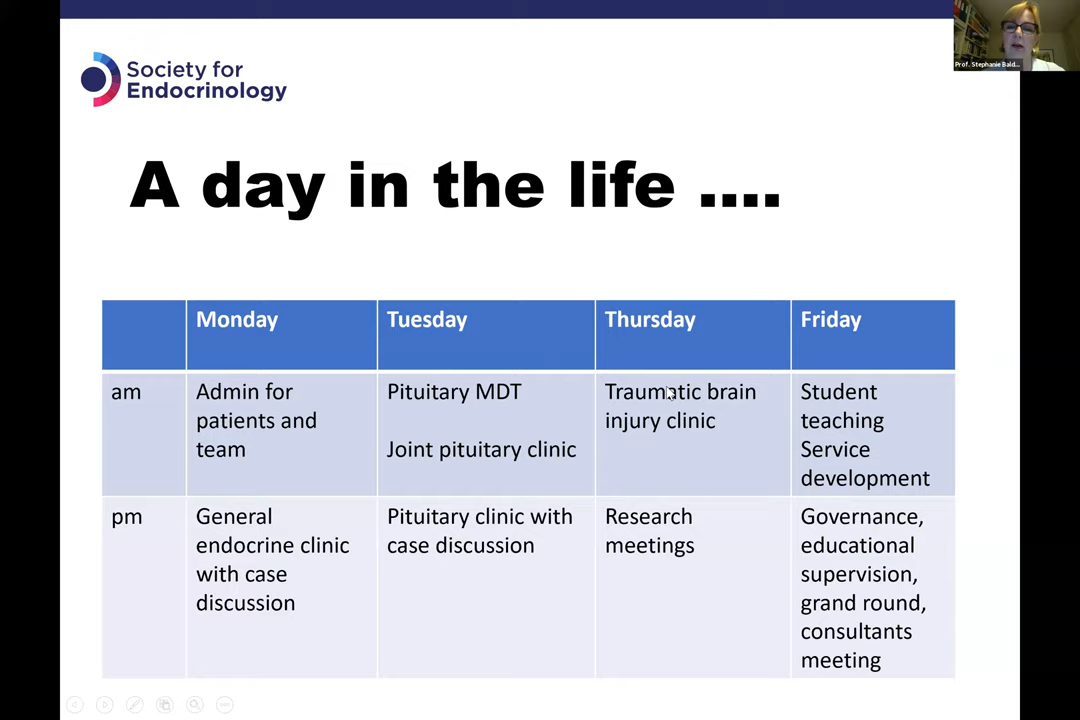 Society for
Endocrinology
Prof. Stephanie Bald...
A day in the life ....
Monday
Tuesday
Thursday
Friday
am
Admin for
patients and
team
Pituitary MDT
Joint pituitary clinic
Traumatic brain
injury clinic
Student
teaching
Service
development
pm
General
endocrine clinic
with case
discussion
Pituitary clinic with
case discussion
Research
meetings
Governance,
educational
supervision,
grand round,
consultants
meeting